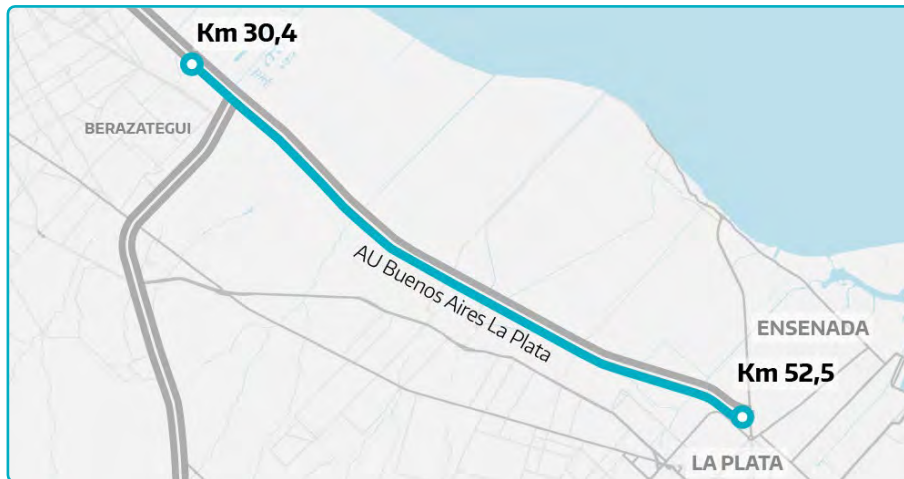 Km 30,4
BERAZATEGUI
AU Buenos Aires La Plata
ENSENADA
Km 52,5
LA PLATA